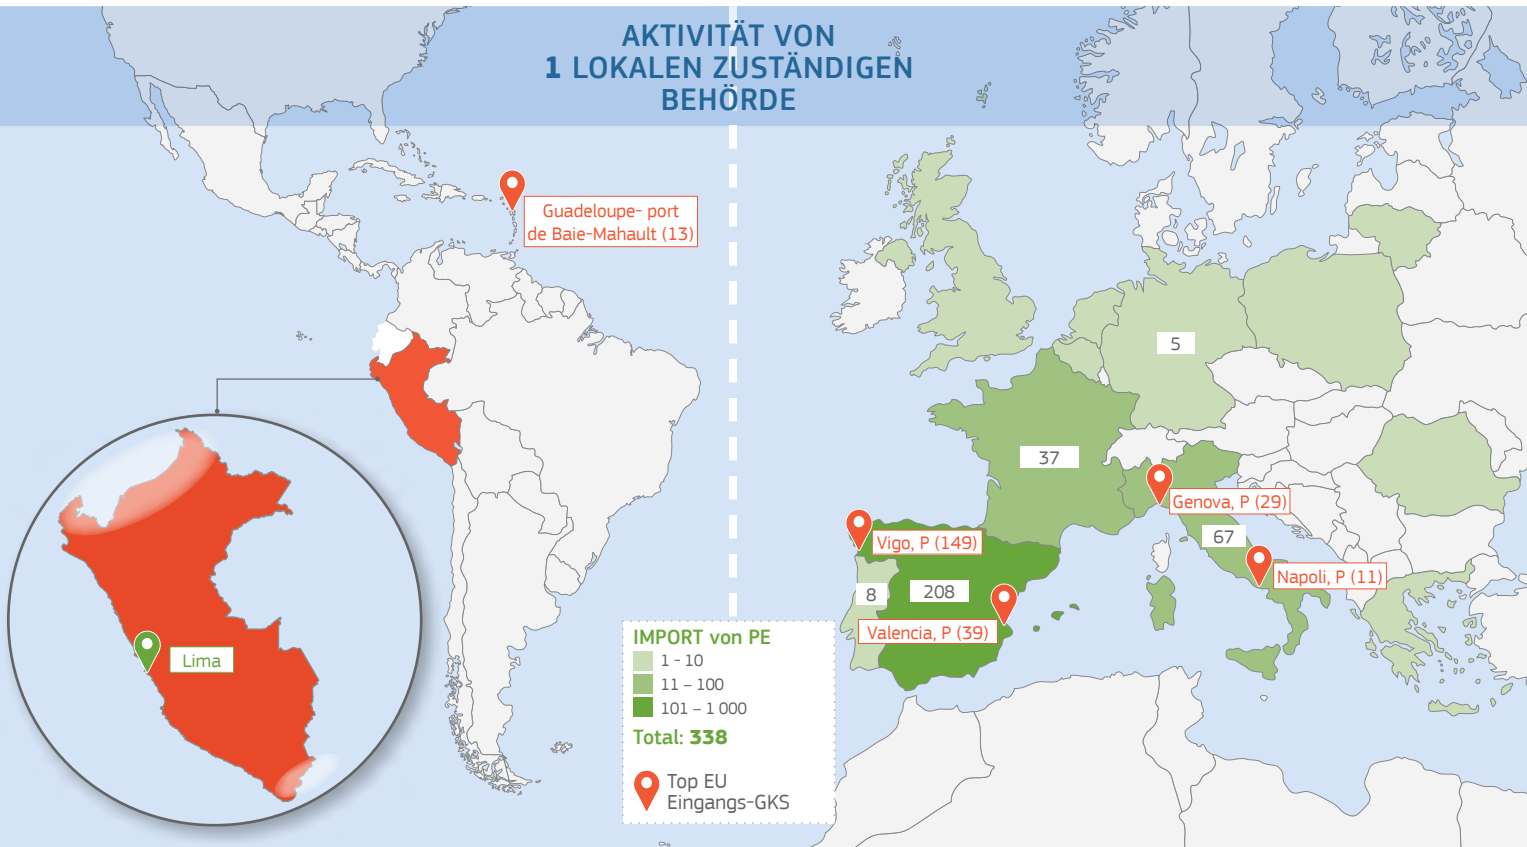 AKTIVITÄT VON
1 LOKALEN ZUSTÄNDIGEN
BEHÖRDE
Guadeloupe- port
de Baie-Mahault (13)
5
37
Genova, P (29)
Vigo, P (149)
67
Napoli, P (11)
8
208
Valencia, P (39)
Lima
IMPORT von PE
1 - 10
11 – 100
101 – 1 000
Total: 338
Top EU
Eingangs-GKS